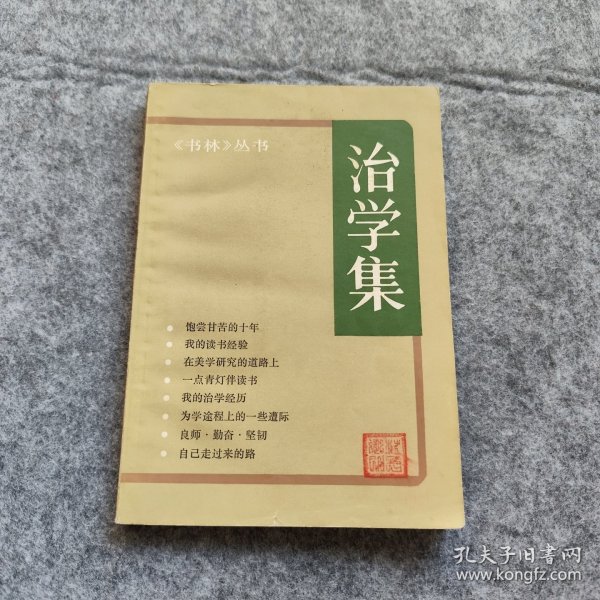 《书林》丛书
治学集
饱尝甘苦的十年
我的读书经验
在美学研究的道路上
一点青灯伴读书
我的治学经历
为学途程上的一些遭际
良师·勤奋·坚韧
自己走过来的路
孔夫子旧书网
www.kongfz.com